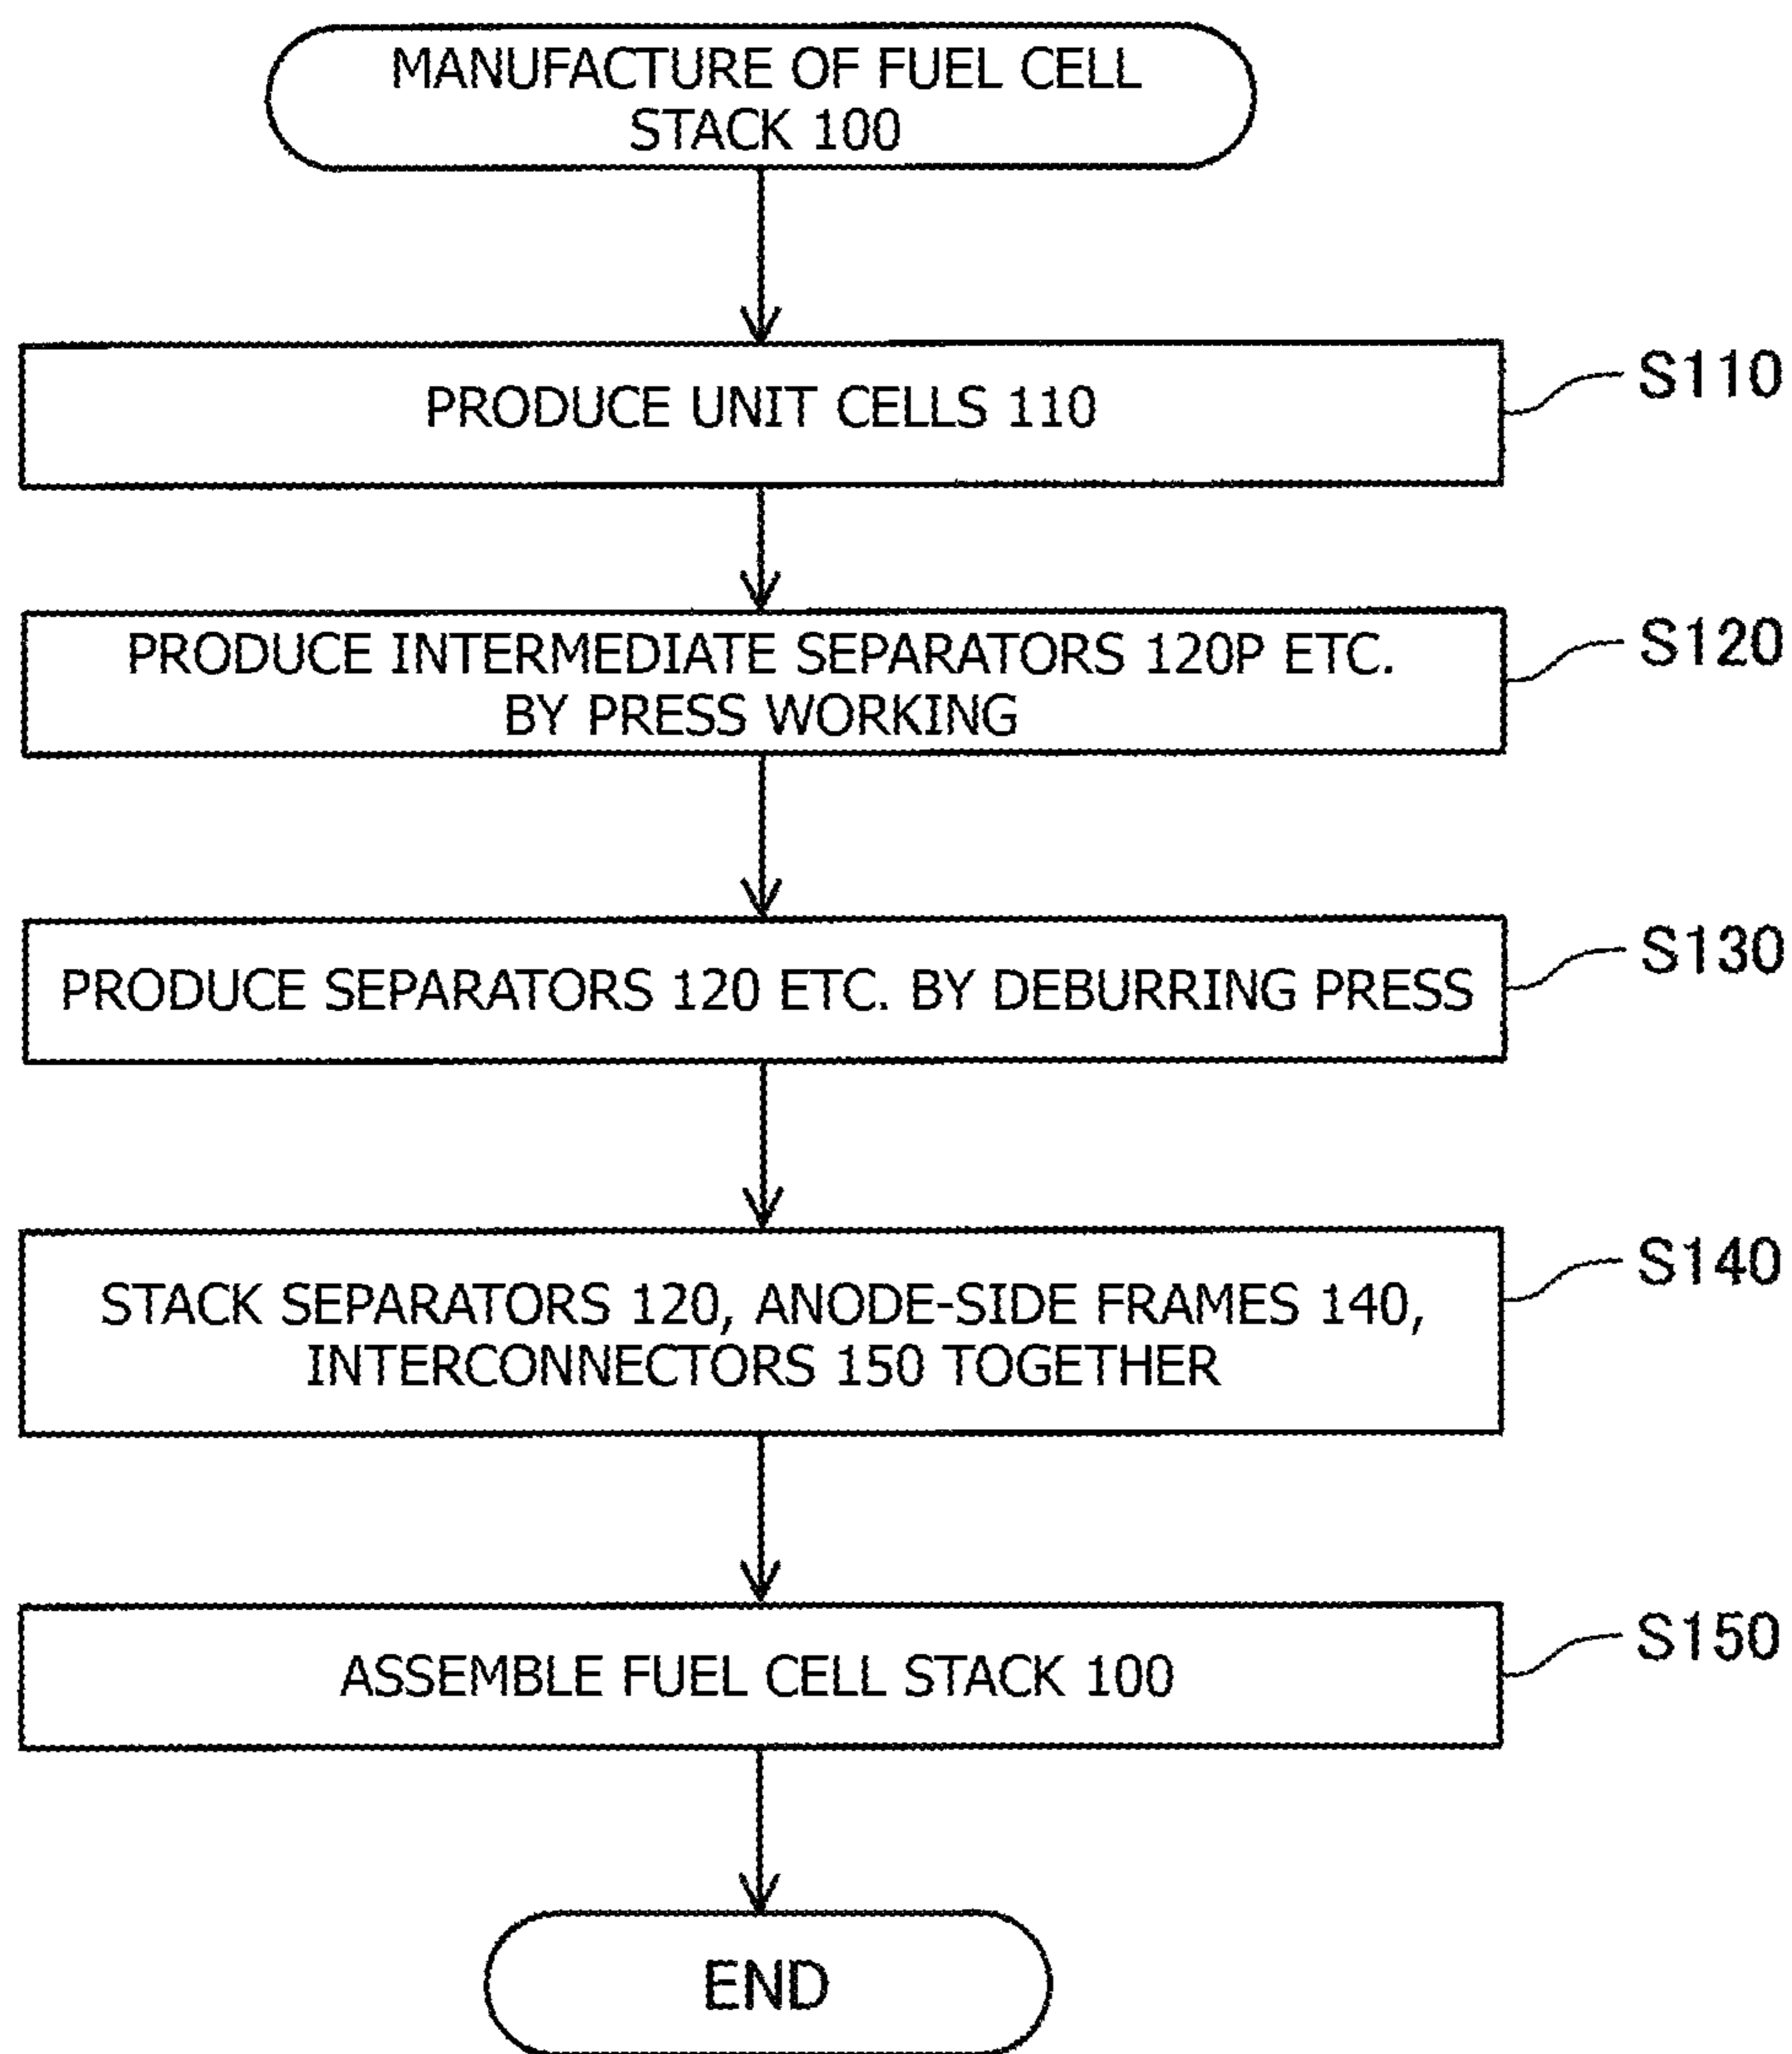 MANUFACTURE OF FUEL CELL
STACK 100
PRODUCE UNIT CELLS 110
S110
PRODUCE INTERMEDIATE SEPARATORS 120P ETC.
BY PRESS WORKING
S120
PRODUCE SEPARATORS 120 ETC. BY DEBURRING PRESS
S130
STACK SEPARATORS 120, ANODE-SIDE FRAMES 140,
INTERCONNECTORS 150 TOGETHER
S140
ASSEMBLE FUEL CELL STACK 100
S150
END